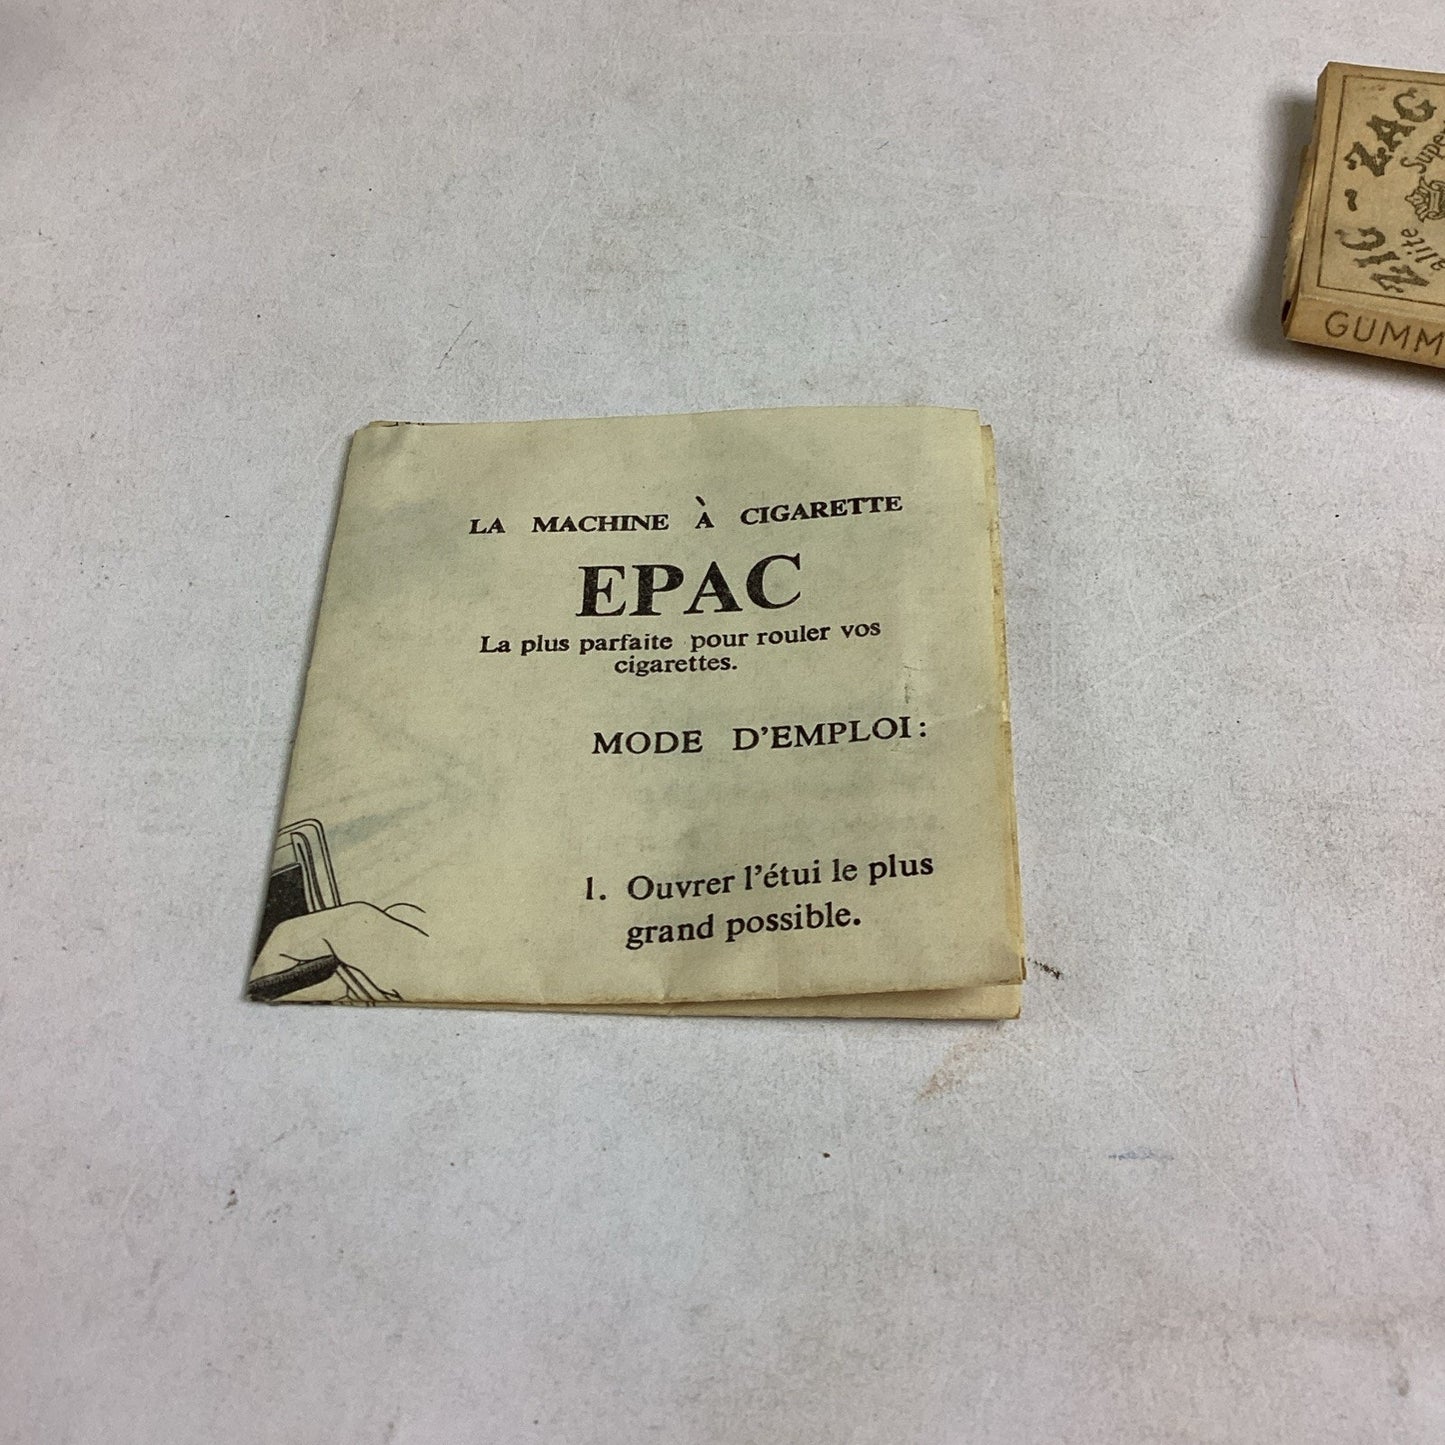 LA MACHINE À CIGARETTE
EPAC
La plus parfaite pour rouler vos
cigarettes.
MODE D'EMPLOI:
1. Ouvrer l'étui le plus
grand possible.
ZIG-ZAG